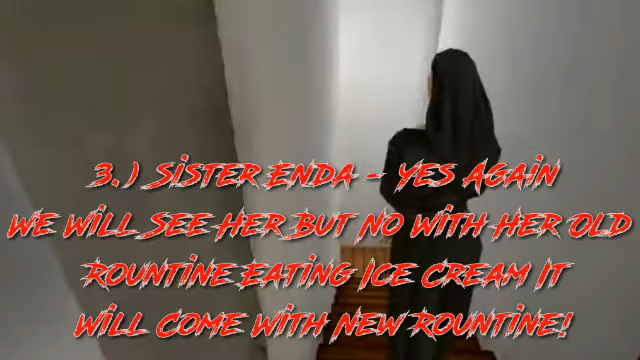 3.) Sister Enda - Yes Again
We Will See Her But No With Her Old
Rountine Eating Ice Cream It
Will Come With New Rountine!